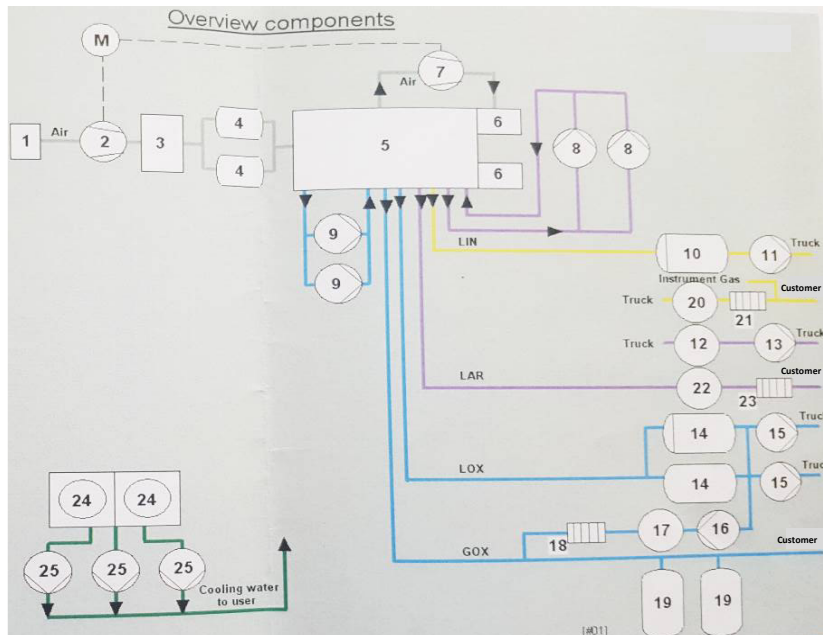 Overview components
M
7
Air
1
Air
2
3
4
4
5
6
6
8
8
9
9
LIN
10
11
Truck
Instrument Gas
Customer
Truck
20
21
Truck
12
13
Truck
Customer
LAR
22
23
14
15
Truc
LOX
14
15
Truc
24
24
GOX
18
17
16
Customer
25
25
25
Cooling water
to user
19
19
[#01]